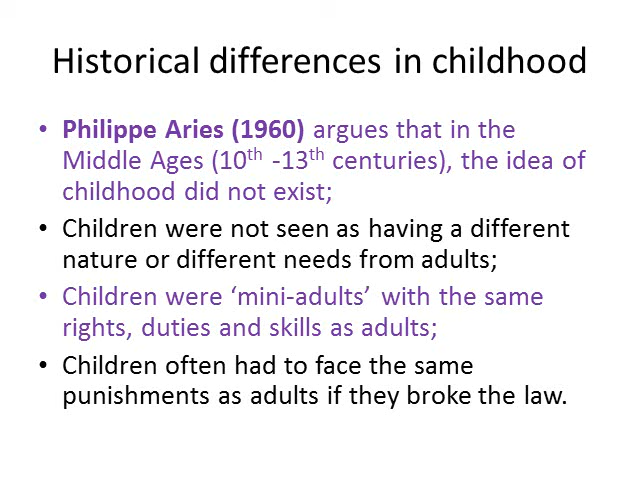 Historical differences in childhood
• Philippe Aries (1960) argues that in the
Middle Ages (10th -13th centuries), the idea of
childhood did not exist;
• Children were not seen as having a different
nature or different needs from adults;
• Children were ‘mini-adults’ with the same
rights, duties and skills as adults;
• Children often had to face the same
punishments as adults if they broke the law.